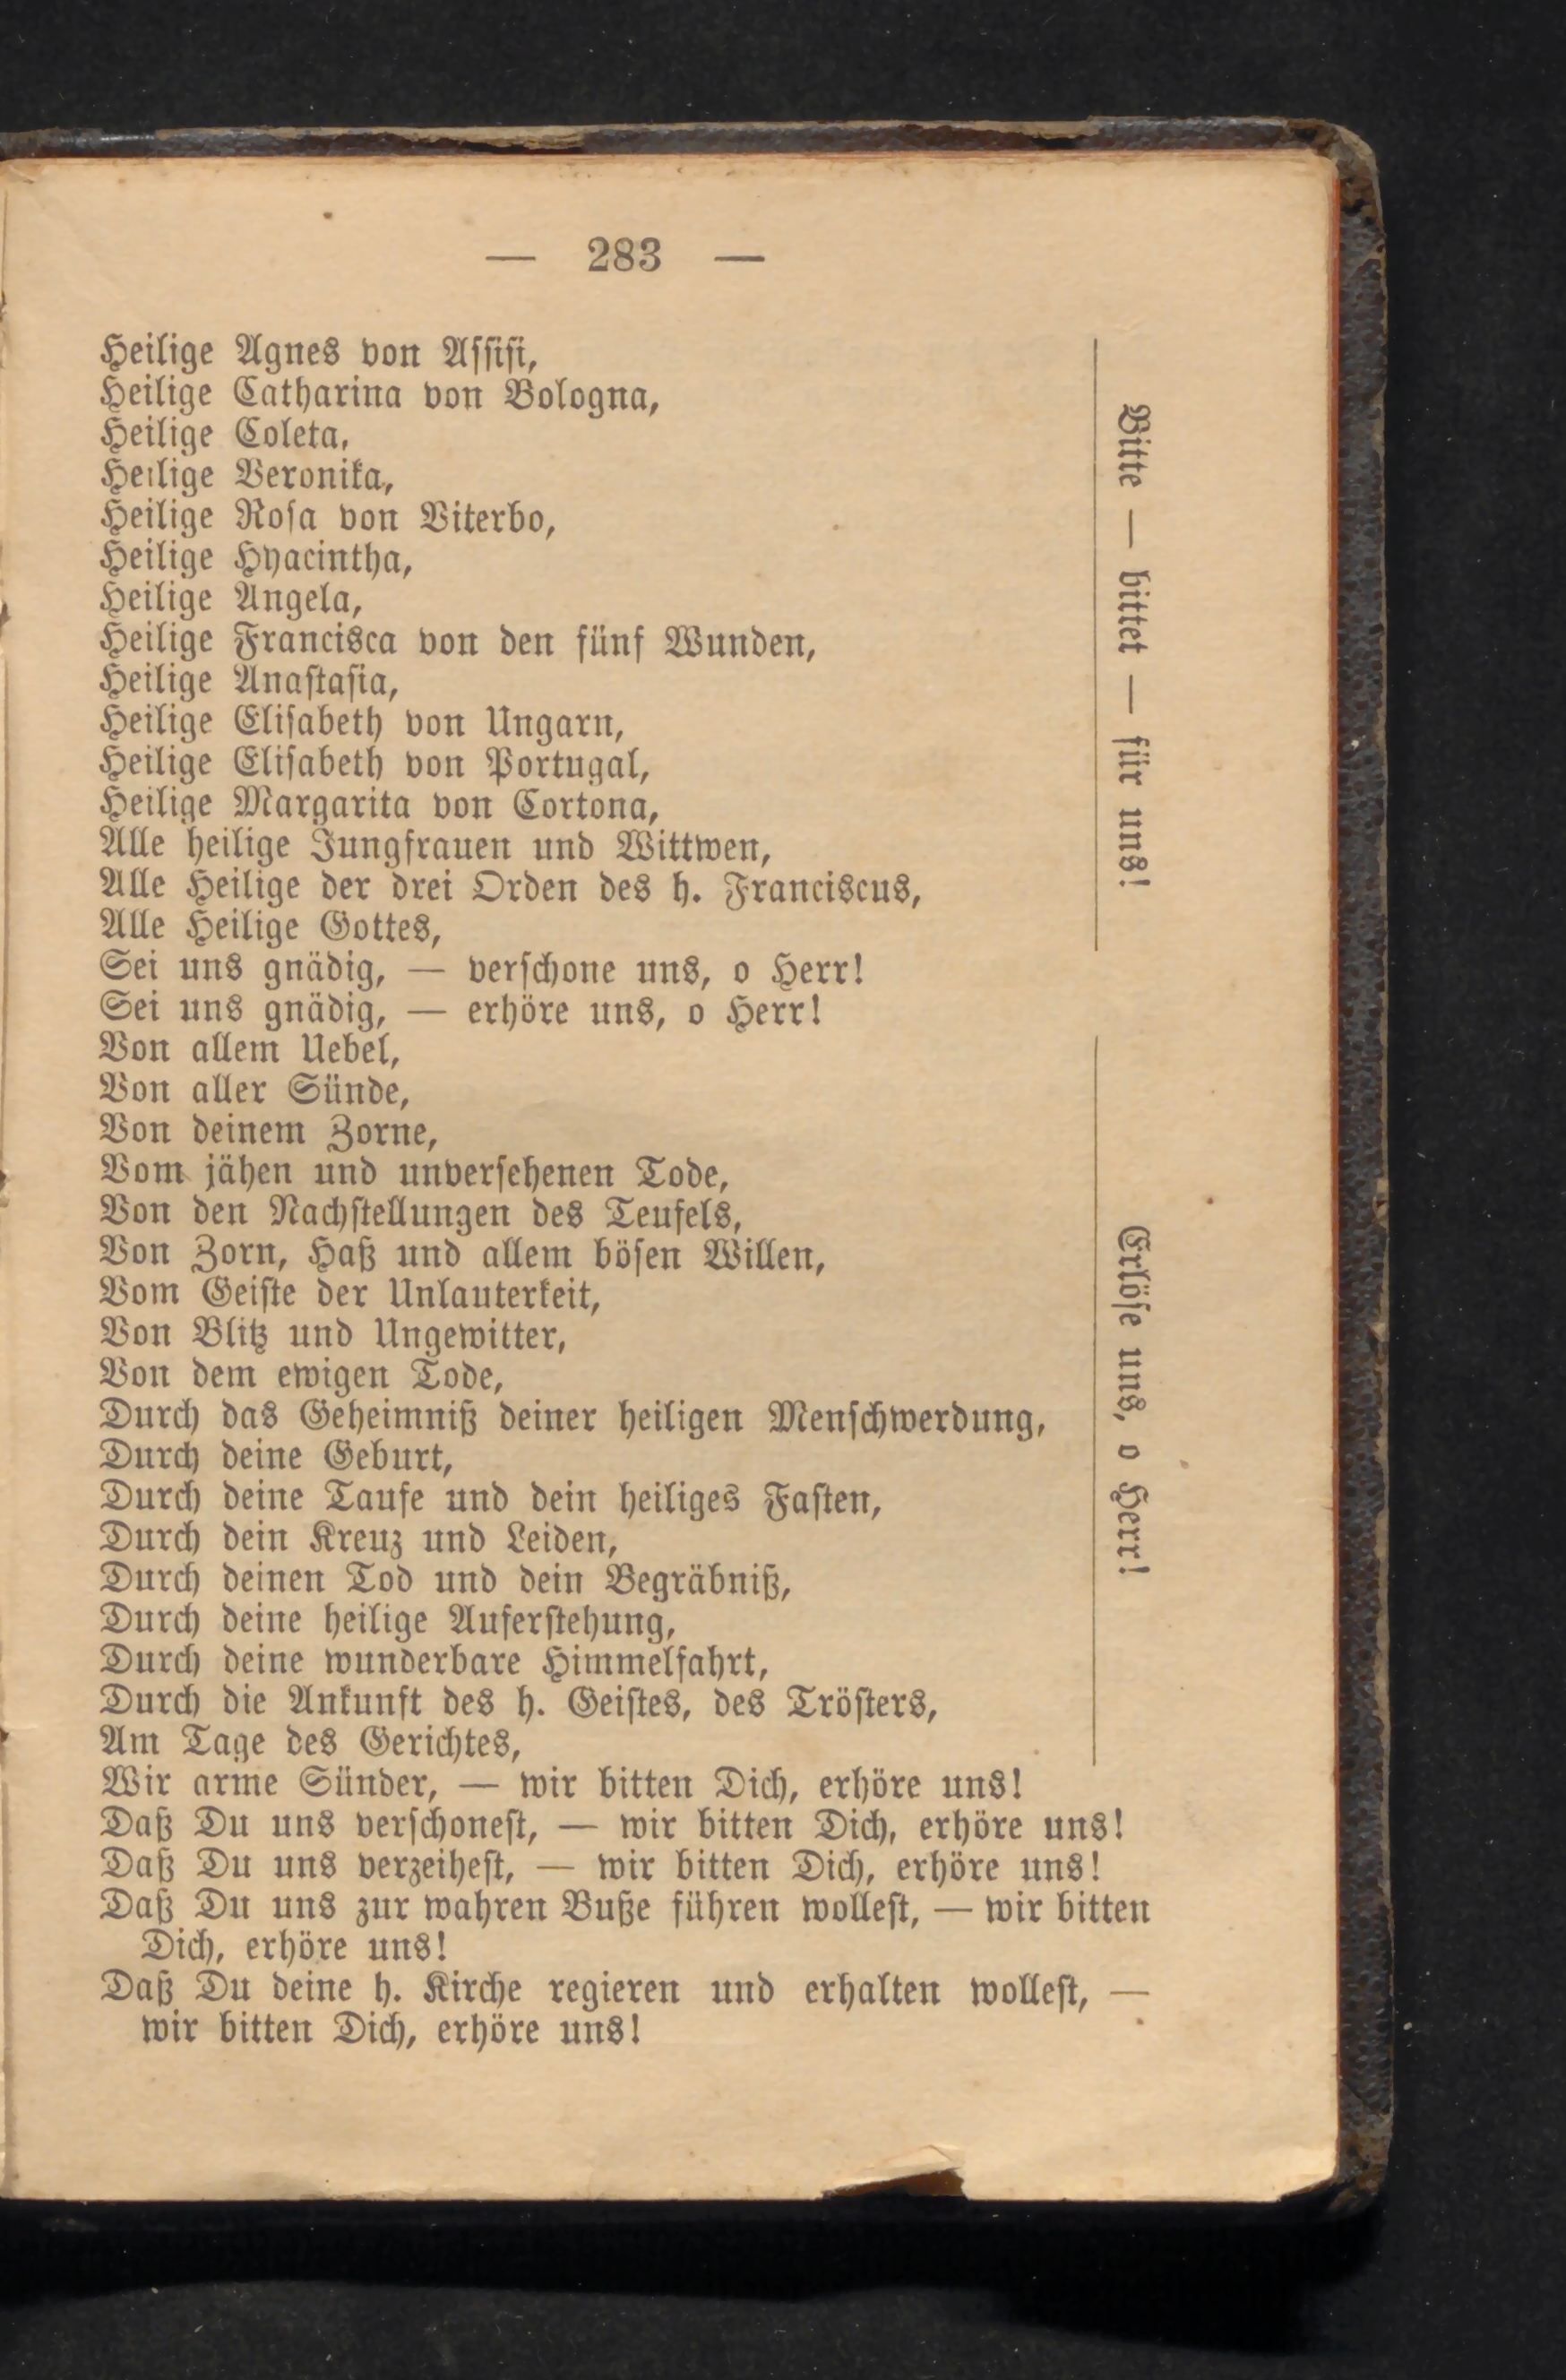 — 283 —
Heilige Agnes von Assisi,
Heilige Catharina von Bologna,
Heilige Coleta,
Heilige Veronika,
Heilige Rosa von Viterbo,
Heilige Hyacintha,
Heilige Angela,
Heilige Francisca von den fünf Wunden,
Heilige Anastasia,
Heilige Elisabeth von Ungarn,
Heilige Elisabeth von Portugal,
Heilige Margarita von Cortona,
Alle heilige Jungfrauen und Wittwen,
Alle Heilige der drei Orden des h. Franciscus,
Alle Heilige Gottes,
Bitte — bittet — für uns!
Sei uns gnädig, — verschone uns, o Herr!
Sei uns gnädig, — erhöre uns, o Herr!
Von allem Uebel,
Von aller Sünde,
Von deinem Zorne,
Vom jähen und unversehenen Tode,
Von den Nachstellungen des Teufels,
Von Zorn, Haß und allem bösen Willen,
Vom Geiste der Unlauterkeit,
Von Blitz und Ungewitter,
Von dem ewigen Tode,
Durch das Geheimniß deiner heiligen Menschwerdung,
Durch deine Geburt,
Durch deine Taufe und dein heiliges Fasten,
Durch dein Kreuz und Leiden,
Durch deinen Tod und dein Begräbniß,
Durch deine heilige Auferstehung,
Durch deine wunderbare Himmelfahrt,
Durch die Ankunft des h. Geistes, des Trösters,
Am Tage des Gerichtes,
Erlöse uns, o Herr!
Wir arme Sünder, — wir bitten Dich, erhöre uns!
Daß Du uns verschonest, — wir bitten Dich, erhöre uns!
Daß Du uns verzeihest, — wir bitten Dich, erhöre uns!
Daß Du uns zur wahren Buße führen wollest, — wir bitten
Dich, erhöre uns!
Daß Du deine h. Kirche regieren und erhalten wollest, —
wir bitten Dich, erhöre uns!